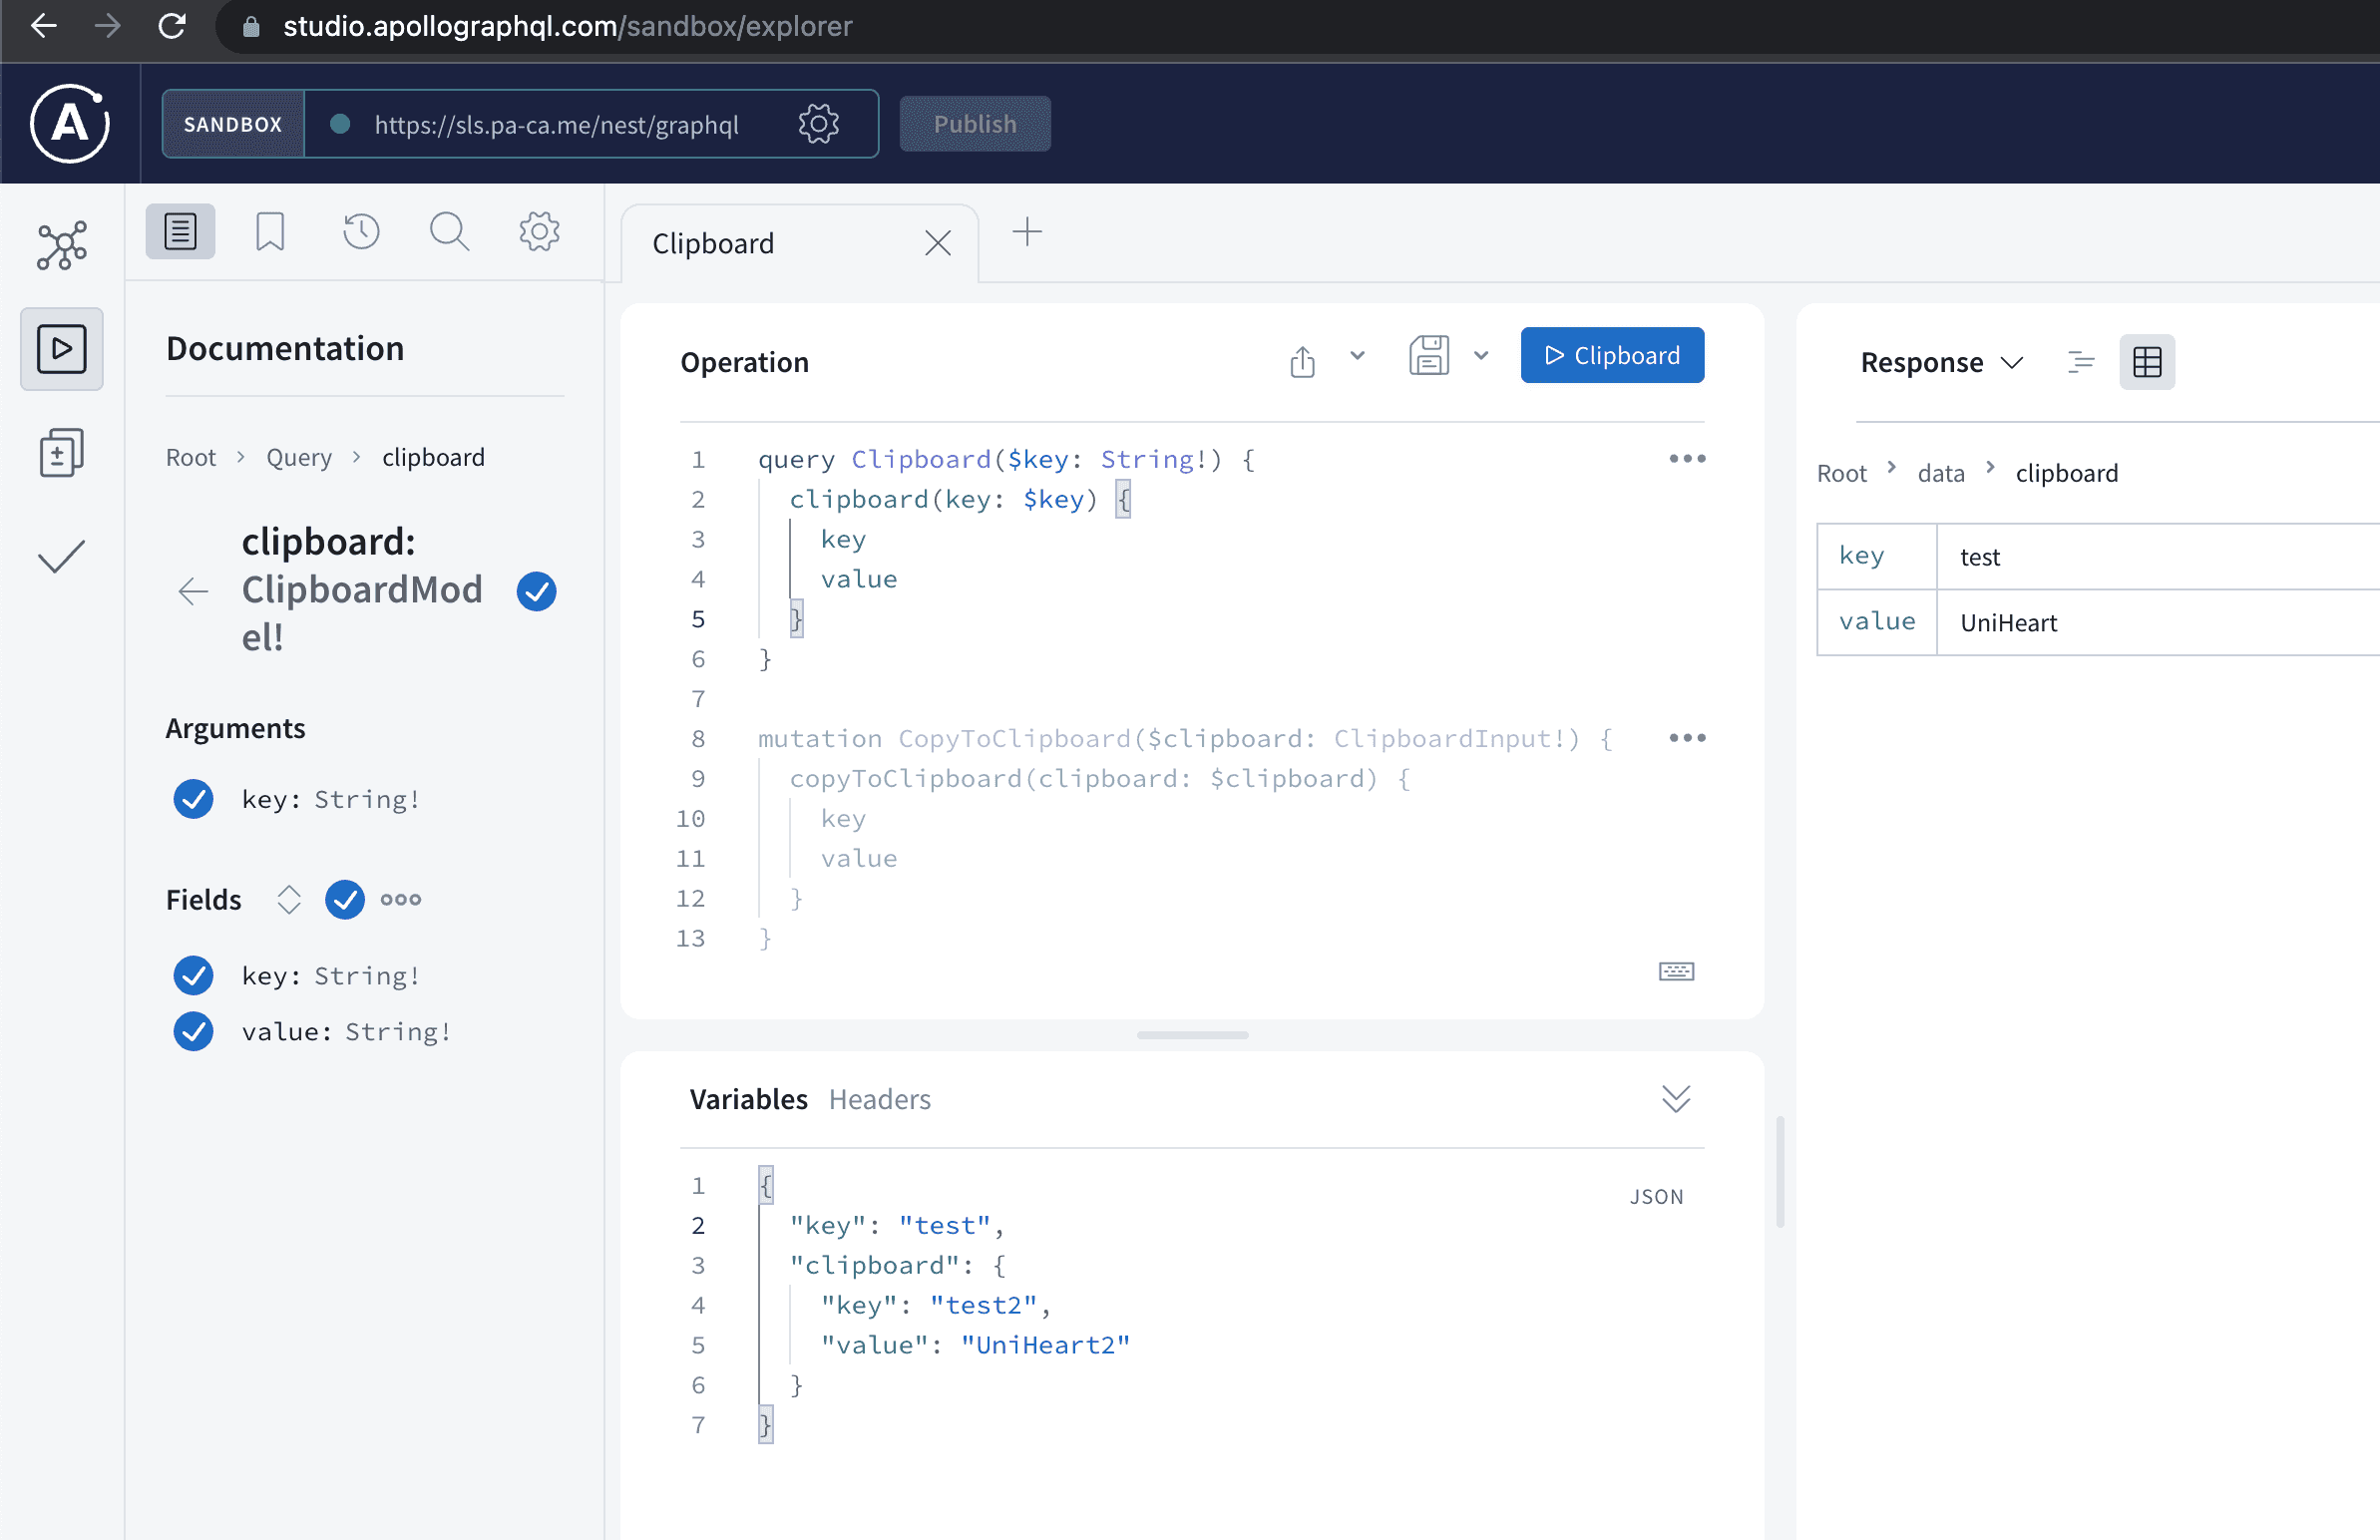 studio.apollographql.com/sandbox/explorer
A SANDBOX https://sls.pa-ca.me/nest/graphql Publish
Clipboard
Documentation
Root > Query > clipboard
clipboard:
ClipboardMod
el!
Arguments
key: String!
Fields
key: String!
value: String!
Operation
Clipboard
1 query Clipboard($key: String!) {
2 clipboard(key: $key) {
3 key
4 value
5 }
6 }
7
8 mutation CopyToClipboard($clipboard: ClipboardInput!) {
9 copyToClipboard(clipboard: $clipboard) {
10 key
11 value
12 }
13 }
Variables Headers
JSON
1 {
2 "key": "test",
3 "clipboard": {
4 "key": "test2",
5 "value": "UniHeart2"
6 }
7 }
Response
Root > data > clipboard
key test
value UniHeart